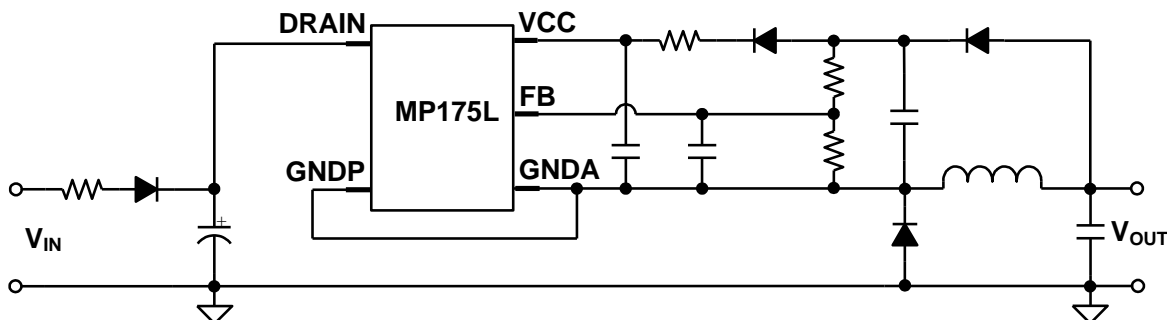 DRAIN
VCC
FB
MP175L
GNDP
GNDA
VIN
VOUT
+